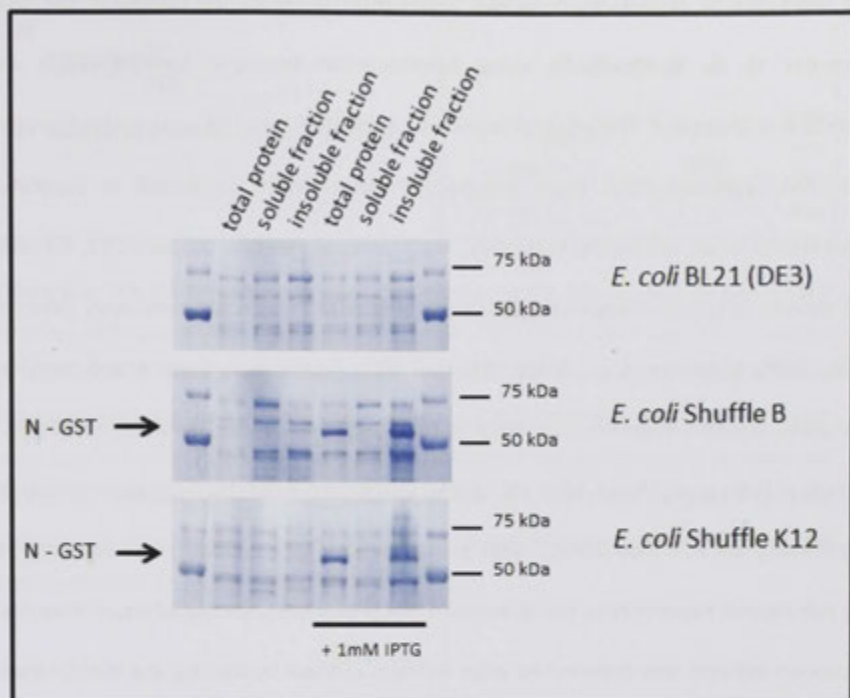 total protein
soluble fraction
insoluble fraction
total protein
soluble fraction
insoluble fraction
75 kDa
50 kDa
E. coli BL21 (DE3)
N - GST
75 kDa
50 kDa
E. coli Shuffle B
N - GST
75 kDa
50 kDa
E. coli Shuffle K12
+ 1mM IPTG